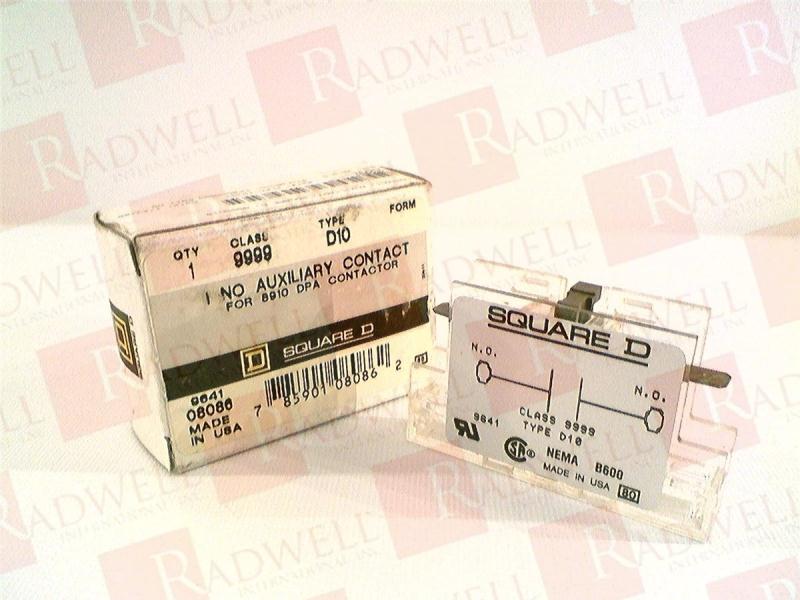 QTY CLASS TYPE FORM
1 9999 D10
1 NO AUXILIARY CONTACT
FOR 8910 DPA CONTACTOR
D SQUARE D
9641
08086
MADE
IN USA
7 85901 08086 2
SQUARE D
N.O.
N.O.
CLASS 9999
TYPE D10
9641
NEMA B600
MADE IN USA 80
RADWELL
INTERNATIONAL, INC.